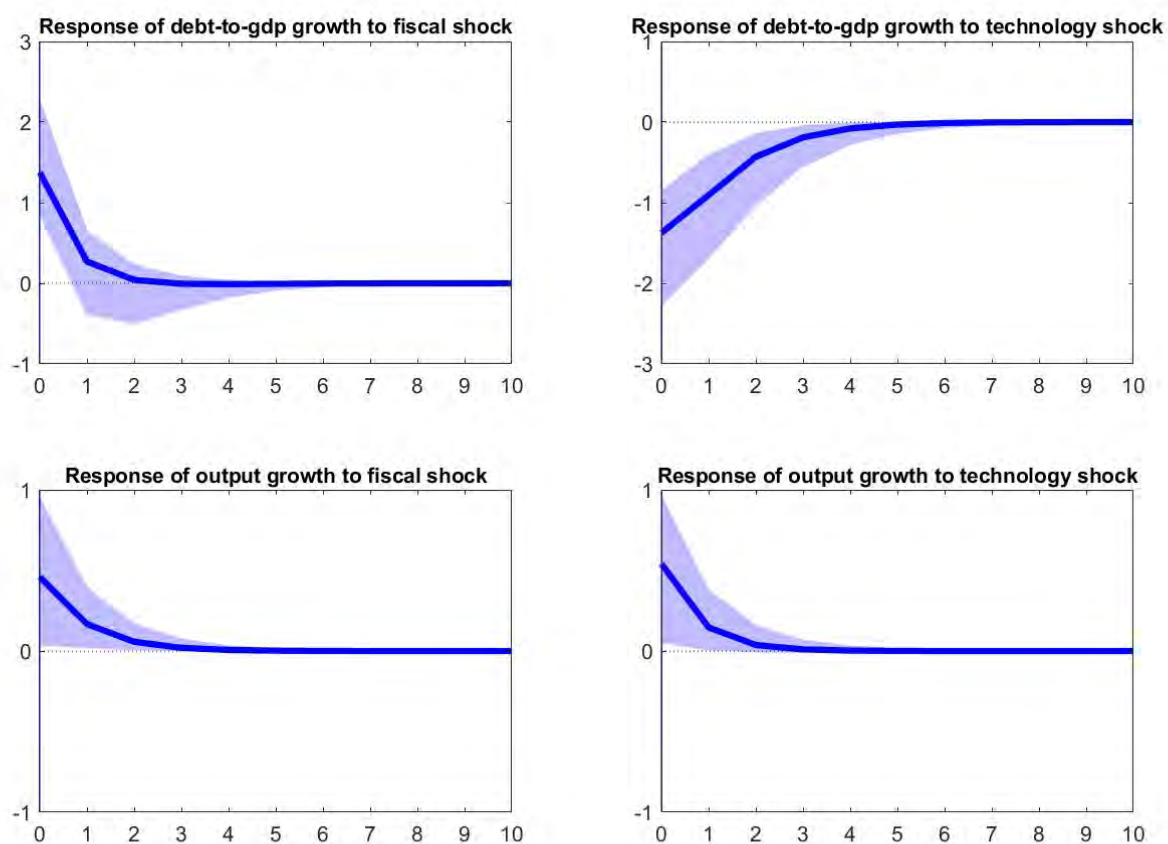 Response of debt-to-gdp growth to fiscal shock
3
2
1
0
-1
0 1 2 3 4 5 6 7 8 9 10
Response of debt-to-gdp growth to technology shock
1
0
-1
-2
-3
0 1 2 3 4 5 6 7 8 9 10
Response of output growth to fiscal shock
1
0
-1
0 1 2 3 4 5 6 7 8 9 10
Response of output growth to technology shock
1
0
-1
0 1 2 3 4 5 6 7 8 9 10